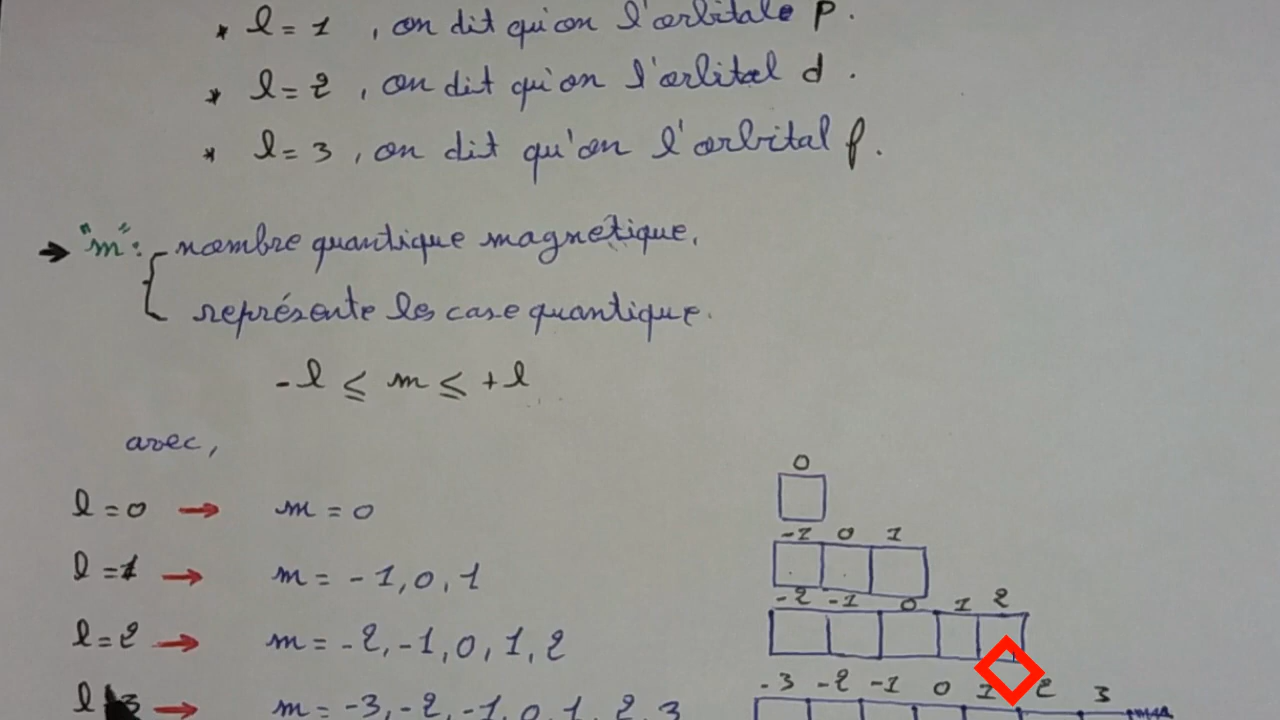 * l = 1 , on dit qu'on l'orbitale p .
* l = 2 , on dit qu'on l'orbital d .
* l = 3 , on dit qu'on l'orbital f .
→ "m" : nombre quantique magnétique.
représente les case quantique.
-l ≤ m ≤ +l
avec,
0
l = 0 → m = 0
-1 0 1
l = 1 → m = -1, 0, 1
-2 -1 0 1 2
l = 2 → m = -2, -1, 0, 1, 2
-3 -2 -1 0 1 2 3
l 3 → m = -3, -2, -1, 0, 1, 2, 3